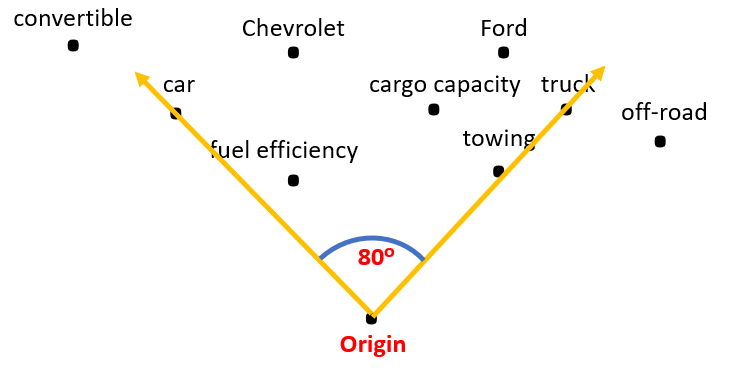 convertible
Chevrolet
Ford
car
cargo capacity
truck
off-road
fuel efficiency
towing
80º
Origin